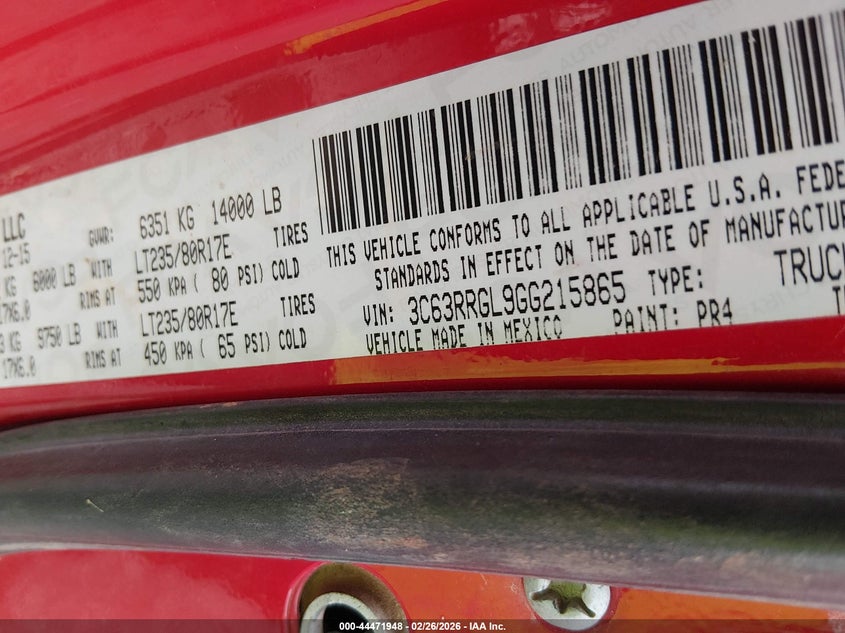 LLC
12-15
GVWR: 6351 KG 14000 LB
KG 6000 LB WITH LT235/80R17E TIRES
17X6.0 RIMS AT 550 KPA ( 80 PSI) COLD
KG 9750 LB WITH LT235/80R17E TIRES
17X6.0 RIMS AT 450 KPA ( 65 PSI) COLD
THIS VEHICLE CONFORMS TO ALL APPLICABLE U.S.A. FEDE
STANDARDS IN EFFECT ON THE DATE OF MANUFACTUR
VIN: 3C63RRGL9GG215865 TYPE: TRUC
VEHICLE MADE IN MEXICO PAINT: PR4
000-44471948 | 02/26/2026 - IAA Inc.